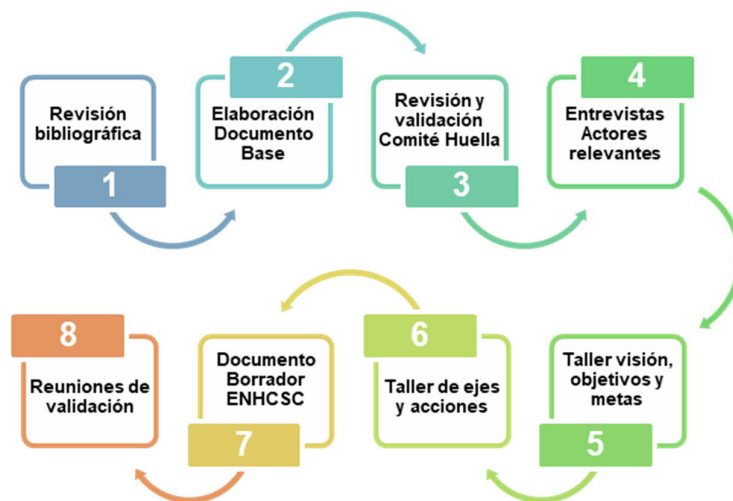 Revisión
bibliográfica
1
2
Elaboración
Documento
Base
Revisión y
validación
Comité Huella
3
4
Entrevistas
Actores
relevantes
Taller visión,
objetivos y
metas
5
6
Taller de ejes
y acciones
Documento
Borrador
ENHCSC
7
8
Reuniones de
validación